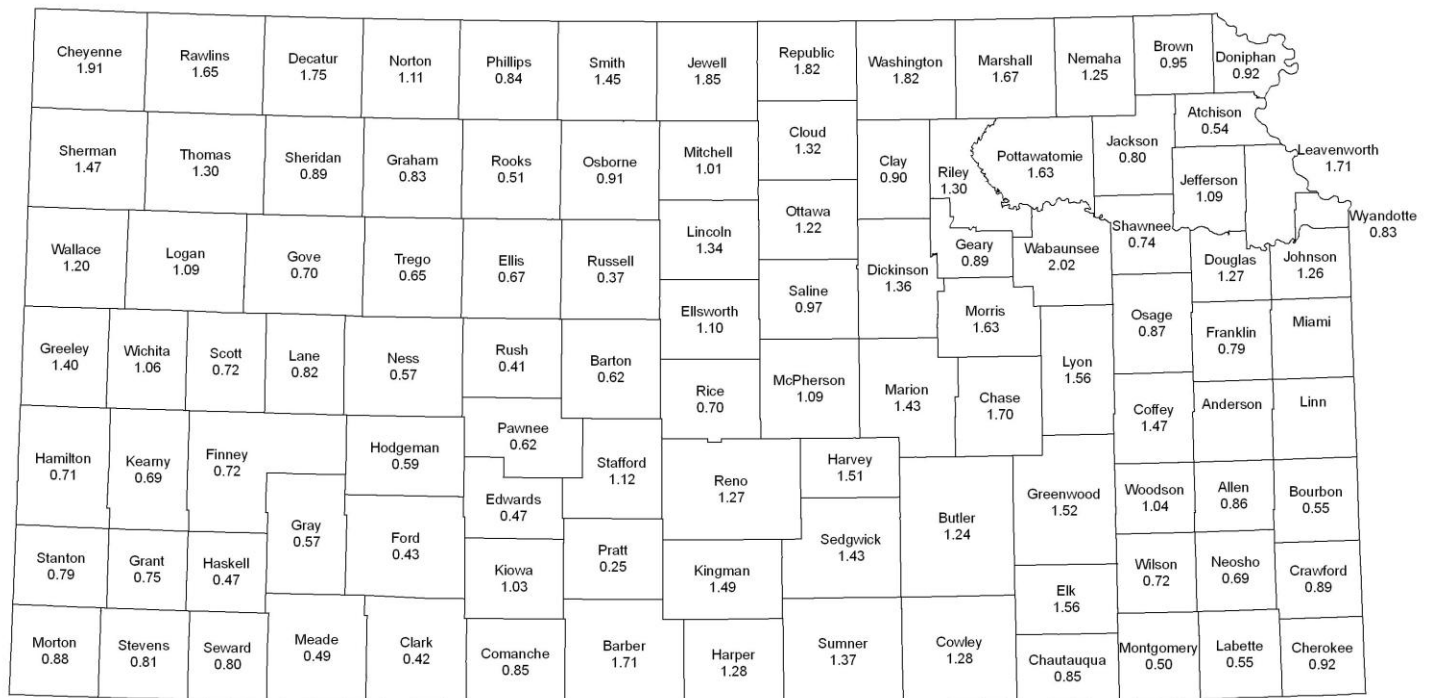 Cheyenne
1.91
Rawlins
1.65
Decatur
1.75
Norton
1.11
Phillips
0.84
Smith
1.45
Jewell
1.85
Republic
1.82
Washington
1.82
Marshall
1.67
Nemaha
1.25
Brown
0.95
Doniphan
0.92
Sherman
1.47
Thomas
1.30
Sheridan
0.89
Graham
0.83
Rooks
0.51
Osborne
0.91
Mitchell
1.01
Cloud
1.32
Clay
0.90
Riley
1.30
Pottawatomie
1.63
Jackson
0.80
Atchison
0.54
Jefferson
1.09
Leavenworth
1.71
Wyandotte
0.83
Wallace
1.20
Logan
1.09
Gove
0.70
Trego
0.65
Ellis
0.67
Russell
0.37
Lincoln
1.34
Ottawa
1.22
Saline
0.97
Dickinson
1.36
Geary
0.89
Wabaunsee
2.02
Shawnee
0.74
Douglas
1.27
Johnson
1.26
Greeley
1.40
Wichita
1.06
Scott
0.72
Lane
0.82
Ness
0.57
Rush
0.41
Barton
0.62
Ellsworth
1.10
Rice
0.70
McPherson
1.09
Marion
1.43
Morris
1.63
Chase
1.70
Lyon
1.56
Osage
0.87
Franklin
0.79
Miami
Coffey
1.47
Anderson
Linn
Hamilton
0.71
Kearny
0.69
Finney
0.72
Hodgeman
0.59
Pawnee
0.62
Stafford
1.12
Edwards
0.47
Reno
1.27
Harvey
1.51
Gray
0.57
Ford
0.43
Kiowa
1.03
Pratt
0.25
Kingman
1.49
Sedgwick
1.43
Butler
1.24
Greenwood
1.52
Woodson
1.04
Allen
0.86
Bourbon
0.55
Stanton
0.79
Grant
0.75
Haskell
0.47
Elk
1.56
Wilson
0.72
Neosho
0.69
Crawford
0.89
Morton
0.88
Stevens
0.81
Seward
0.80
Meade
0.49
Clark
0.42
Comanche
0.85
Barber
1.71
Harper
1.28
Sumner
1.37
Cowley
1.28
Chautauqua
0.85
Montgomery
0.50
Labette
0.55
Cherokee
0.92